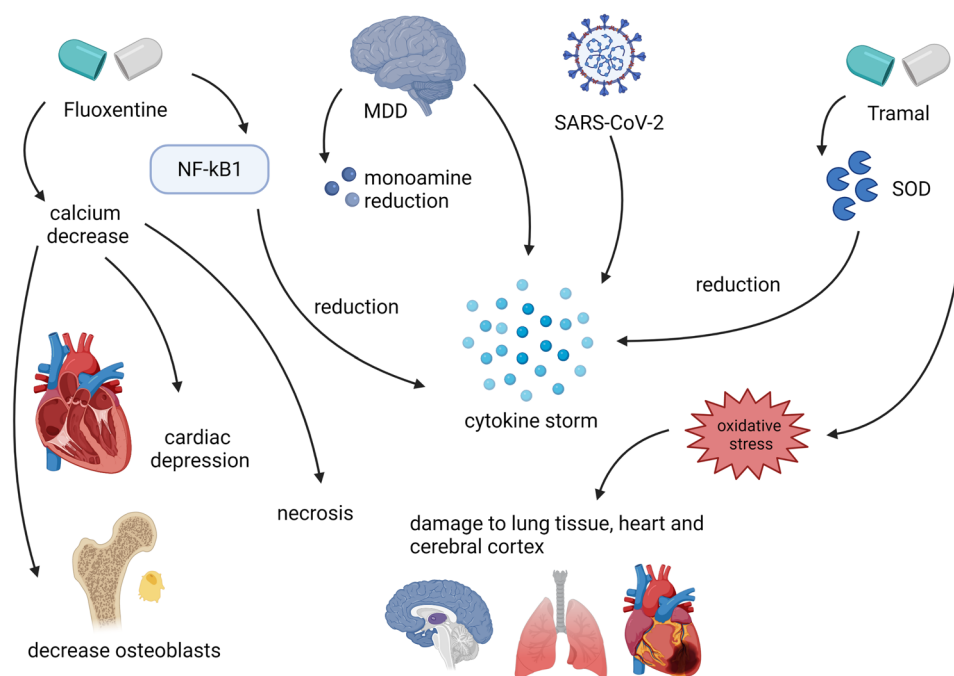 Fluoxentine
MDD
SARS-CoV-2
Tramal
NF-kB1
monoamine
reduction
SOD
calcium
decrease
reduction
reduction
cytokine storm
oxidative
stress
cardiac
depression
necrosis
damage to lung tissue, heart and
cerebral cortex
decrease osteoblasts